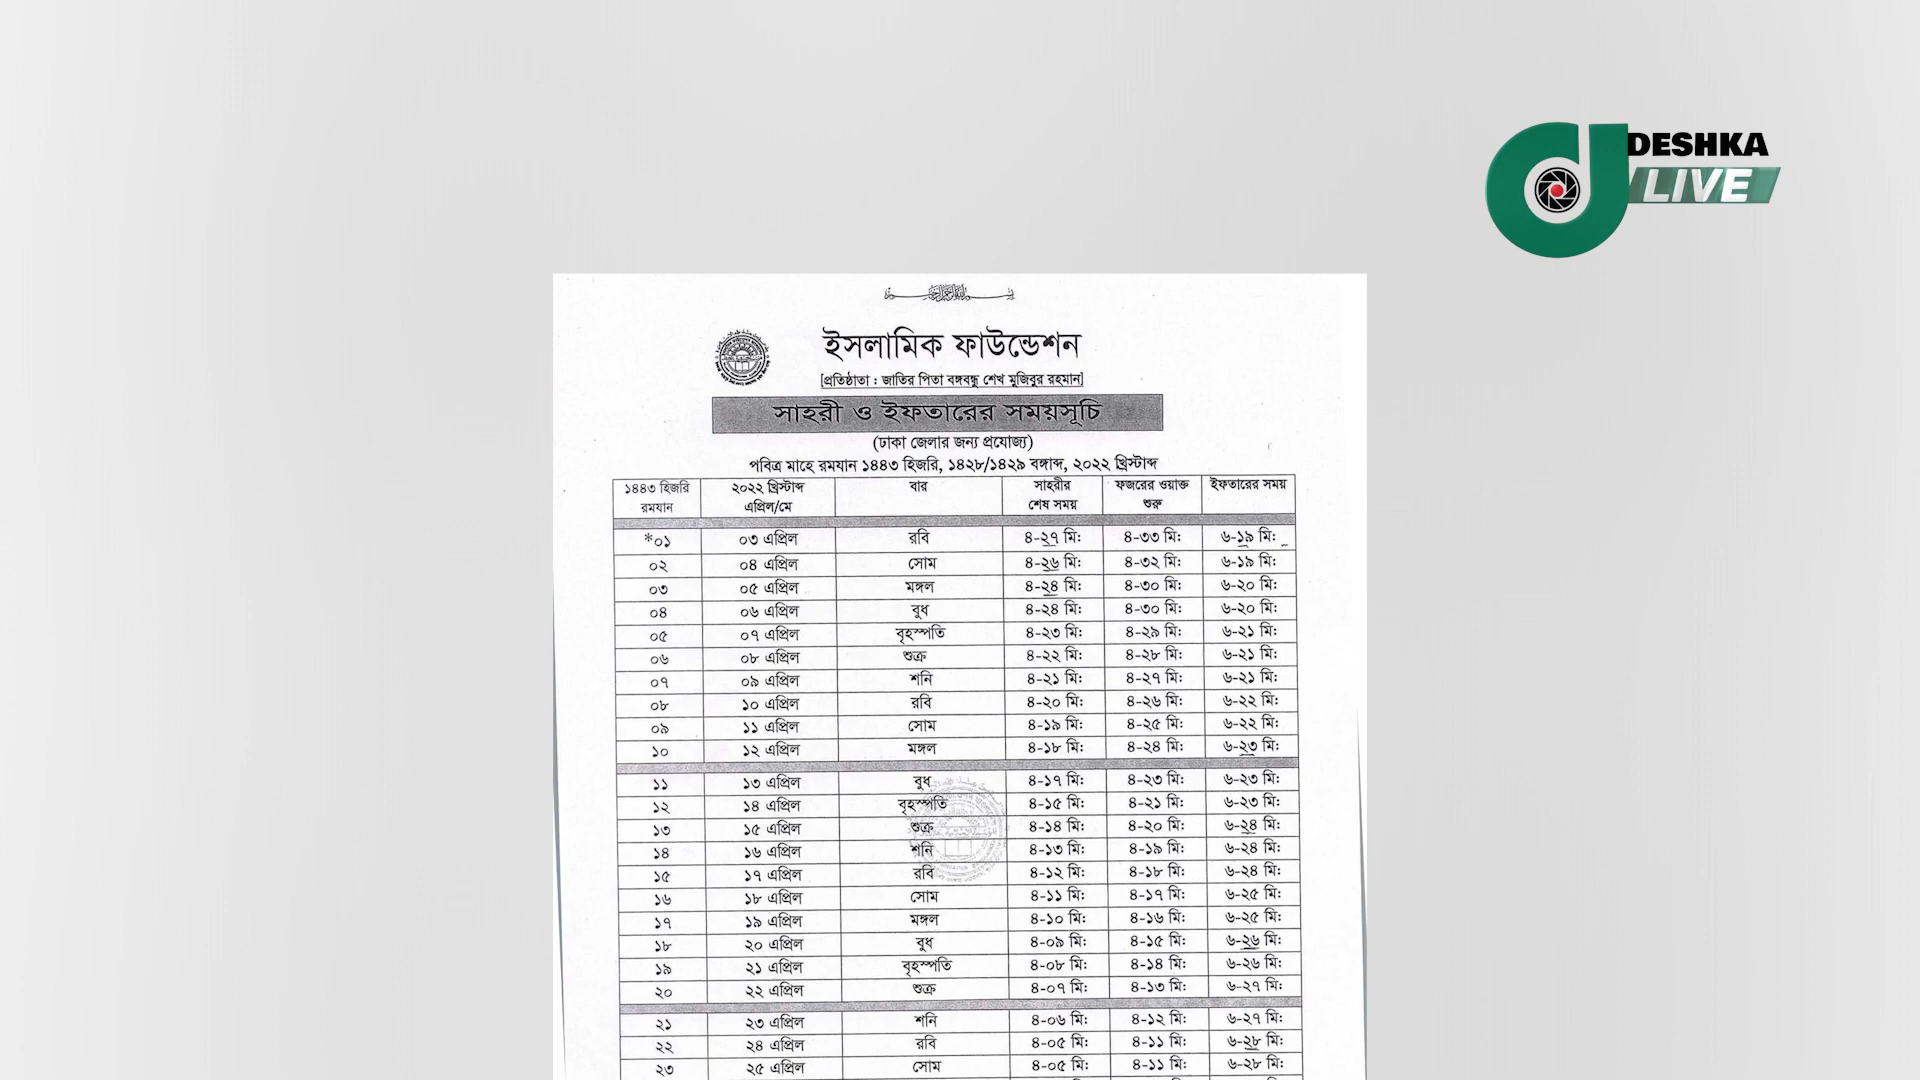 DESHKA
LIVE
ইসলামিক ফাউন্ডেশন
[প্রতিষ্ঠাতা : জাতির পিতা বঙ্গবন্ধু শেখ মুজিবুর রহমান]
সাহরী ও ইফতারের সময়সূচি
(ঢাকা জেলার জন্য প্রযোজ্য)
পবিত্র মাহে রমযান ১৪৪৩ হিজরি, ১৪২৮/১৪২৯ বঙ্গাব্দ, ২০২২ খ্রিস্টাব্দ
১৪৪৩ হিজরি ২০২২ খ্রিস্টাব্দ বার সাহরীর ফজরের ওয়াক্ত ইফতারের সময়
রমযান এপ্রিল/মে শেষ সময় শুরু
*০১ ০৩ এপ্রিল রবি ৪-২৭ মি: ৪-৩৩ মি: ৬-১৯ মি:
০২ ০৪ এপ্রিল সোম ৪-২৬ মি: ৪-৩২ মি: ৬-১৯ মি:
০৩ ০৫ এপ্রিল মঙ্গল ৪-২৪ মি: ৪-৩০ মি: ৬-২০ মি:
০৪ ০৬ এপ্রিল বুধ ৪-২৪ মি: ৪-৩০ মি: ৬-২০ মি:
০৫ ০৭ এপ্রিল বৃহস্পতি ৪-২৩ মি: ৪-২৯ মি: ৬-২১ মি:
০৬ ০৮ এপ্রিল শুক্র ৪-২২ মি: ৪-২৮ মি: ৬-২১ মি:
০৭ ০৯ এপ্রিল শনি ৪-২১ মি: ৪-২৭ মি: ৬-২১ মি:
০৮ ১০ এপ্রিল রবি ৪-২০ মি: ৪-২৬ মি: ৬-২২ মি:
০৯ ১১ এপ্রিল সোম ৪-১৯ মি: ৪-২৫ মি: ৬-২২ মি:
১০ ১২ এপ্রিল মঙ্গল ৪-১৮ মি: ৪-২৪ মি: ৬-২৩ মি:
১১ ১৩ এপ্রিল বুধ ৪-১৭ মি: ৪-২৩ মি: ৬-২৩ মি:
১২ ১৪ এপ্রিল বৃহস্পতি ৪-১৫ মি: ৪-২১ মি: ৬-২৩ মি:
১৩ ১৫ এপ্রিল শুক্র ৪-১৪ মি: ৪-২০ মি: ৬-২৪ মি:
১৪ ১৬ এপ্রিল শনি ৪-১৩ মি: ৪-১৯ মি: ৬-২৪ মি:
১৫ ১৭ এপ্রিল রবি ৪-১২ মি: ৪-১৮ মি: ৬-২৪ মি:
১৬ ১৮ এপ্রিল সোম ৪-১১ মি: ৪-১৭ মি: ৬-২৫ মি:
১৭ ১৯ এপ্রিল মঙ্গল ৪-১০ মি: ৪-১৬ মি: ৬-২৫ মি:
১৮ ২০ এপ্রিল বুধ ৪-০৯ মি: ৪-১৫ মি: ৬-২৬ মি:
১৯ ২১ এপ্রিল বৃহস্পতি ৪-০৮ মি: ৪-১৪ মি: ৬-২৬ মি:
২০ ২২ এপ্রিল শুক্র ৪-০৭ মি: ৪-১৩ মি: ৬-২৭ মি:
২১ ২৩ এপ্রিল শনি ৪-০৬ মি: ৪-১২ মি: ৬-২৭ মি:
২২ ২৪ এপ্রিল রবি ৪-০৫ মি: ৪-১১ মি: ৬-২৮ মি:
২৩ ২৫ এপ্রিল সোম ৪-০৫ মি: ৪-১১ মি: ৬-২৮ মি: